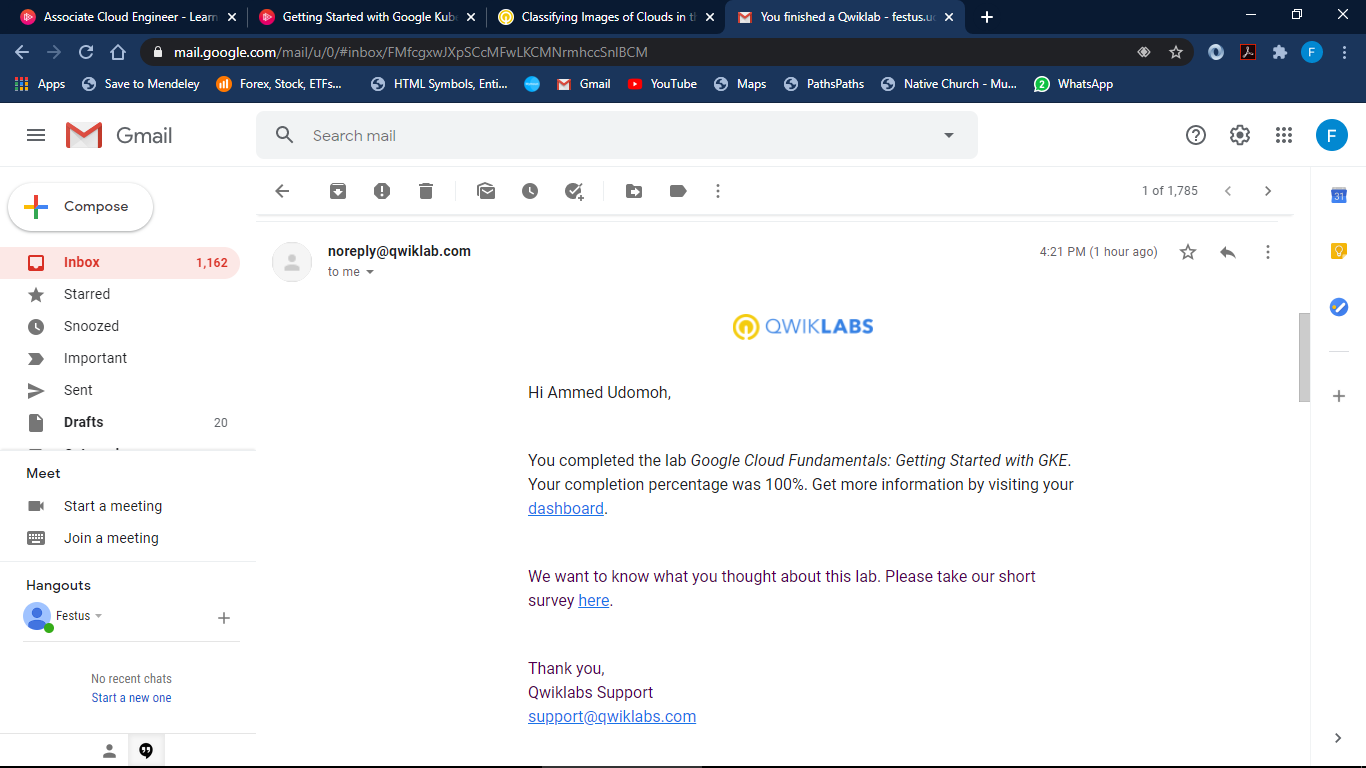 Associate Cloud Engineer - Learn
Getting Started with Google Kube
Classifying Images of Clouds in th
You finished a Qwiklab - festus.u
mail.google.com/mail/u/0/#inbox/FMfcgxwJXpSCcMFwLKCMNrmhccSnlBCM
F
Apps
Save to Mendeley
Forex, Stock, ETFs...
HTML Symbols, Enti...
Gmail
YouTube
Maps
PathsPaths
Native Church - Mu...
2
WhatsApp
Gmail
Search mail
F
Compose
1 of 1,785
31
Inbox 1,162
Starred
Snoozed
Important
Sent
Drafts 20
Meet
Start a meeting
Join a meeting
Hangouts
Festus
No recent chats
Start a new one
noreply@qwiklab.com
4:21 PM (1 hour ago)
to me
QWIKLABS
Hi Ammed Udomoh,
You completed the lab Google Cloud Fundamentals: Getting Started with GKE.
Your completion percentage was 100%. Get more information by visiting your
dashboard.
We want to know what you thought about this lab. Please take our short
survey here.
Thank you,
Qwiklabs Support
support@qwiklabs.com